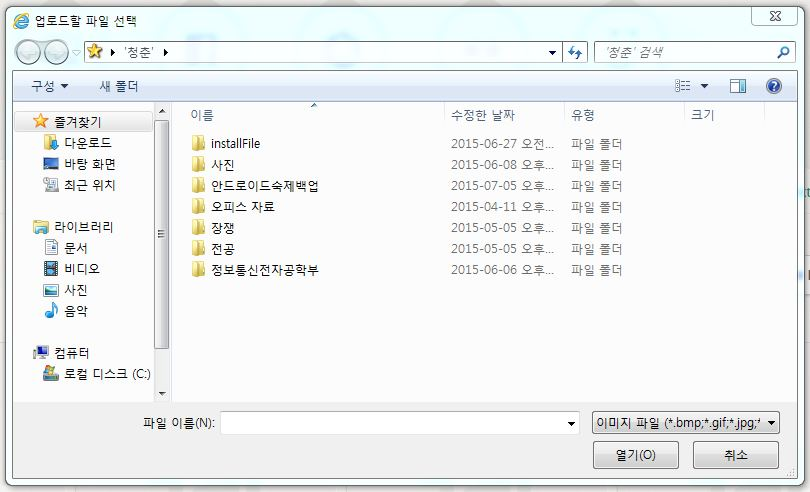 업로드할 파일 선택
'청춘'
'청춘' 검색
구성
새 폴더
이름
수정한 날짜
유형
크기
즐겨찾기
다운로드
바탕 화면
최근 위치
라이브러리
문서
비디오
사진
음악
컴퓨터
로컬 디스크 (C:)
installFile 2015-06-27 오전... 파일 폴더
사진 2015-06-08 오후... 파일 폴더
안드로이드숙제백업 2015-07-05 오후... 파일 폴더
오피스 자료 2015-04-11 오후... 파일 폴더
장쟁 2015-05-05 오후... 파일 폴더
전공 2015-05-05 오후... 파일 폴더
정보통신전자공학부 2015-06-06 오후... 파일 폴더
파일 이름(N):
이미지 파일 (*.bmp;*.gif;*.jpg;*
열기(O)
취소